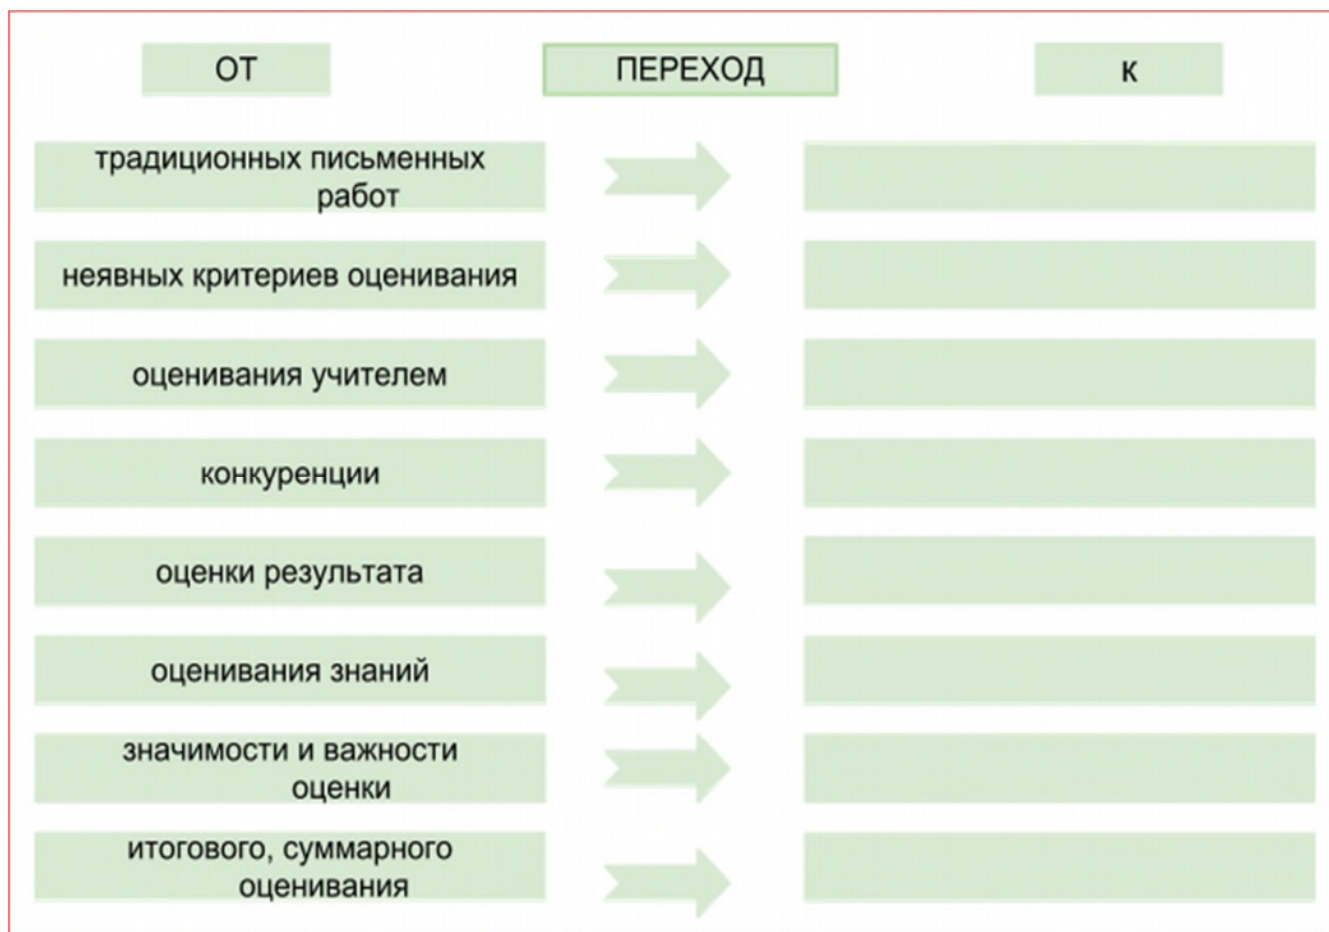 ОТ
ПЕРЕХОД
К
традиционных письменных
работ
неявных критериев оценивания
оценивания учителем
конкуренции
оценки результата
оценивания знаний
значимости и важности
оценки
итогового, суммарного
оценивания